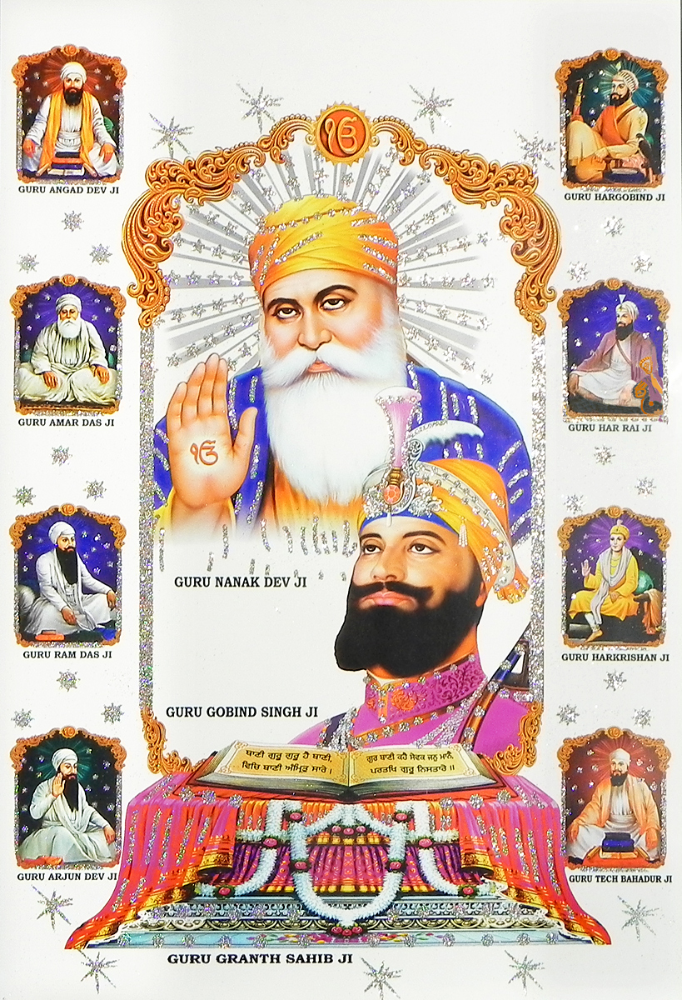 ੴ
GURU ANGAD DEV JI
GURU HARGOBIND JI
GURU AMAR DAS JI
GURU HAR RAI JI
ੴ
GURU NANAK DEV JI
GURU RAM DAS JI
GURU HARKRISHAN JI
GURU GOBIND SINGH JI
ਬਾਣੀ ਗੁਰੂ ਗੁਰੂ ਹੈ ਬਾਣੀ,
ਵਿਚਿ ਬਾਣੀ ਅੰਮ੍ਰਿਤੁ ਸਾਰੇ।
ਗੁਰ ਬਾਣੀ ਕਹੈ ਸੇਵਕ ਜਨੁ ਮਾਨੈ,
ਪਰਤਖਿ ਗੁਰੂ ਨਿਸਤਾਰੇ॥
GURU ARJUN DEV JI
GURU TECH BAHADUR JI
GURU GRANTH SAHIB JI